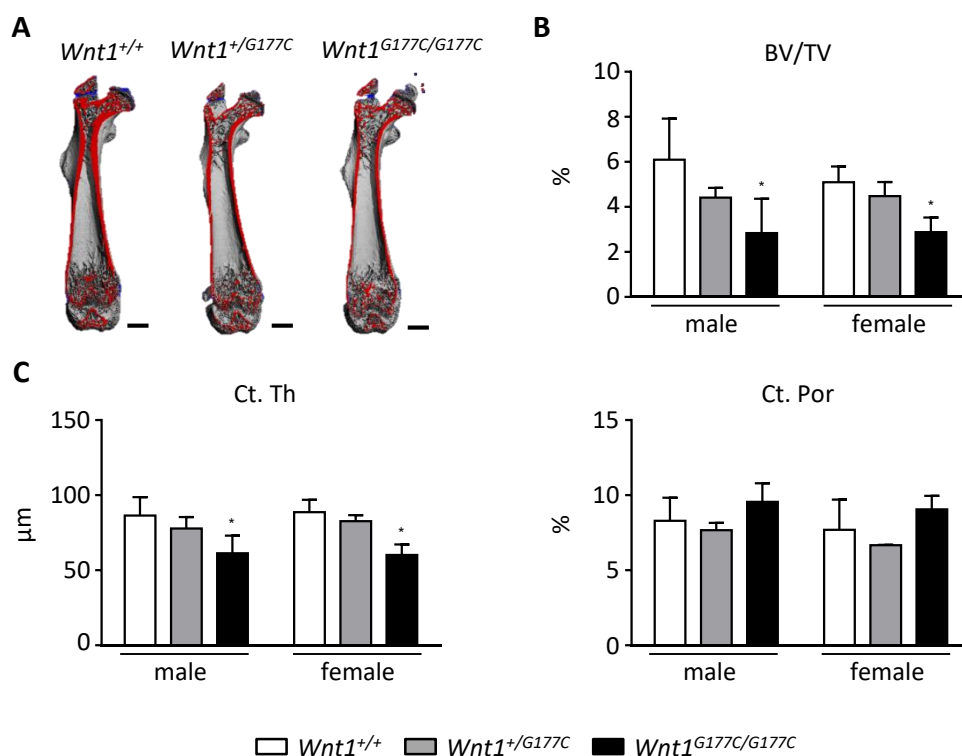 A
Wnt1+/+ Wnt1+/G177C Wnt1G177C/G177C
B
BV/TV
10
8
6
4
2
0
%
* *
male female
C
Ct. Th
150
100
50
0
µm
* *
male female
Ct. Por
15
10
5
0
%
male female
Wnt1+/+ Wnt1+/G177C Wnt1G177C/G177C